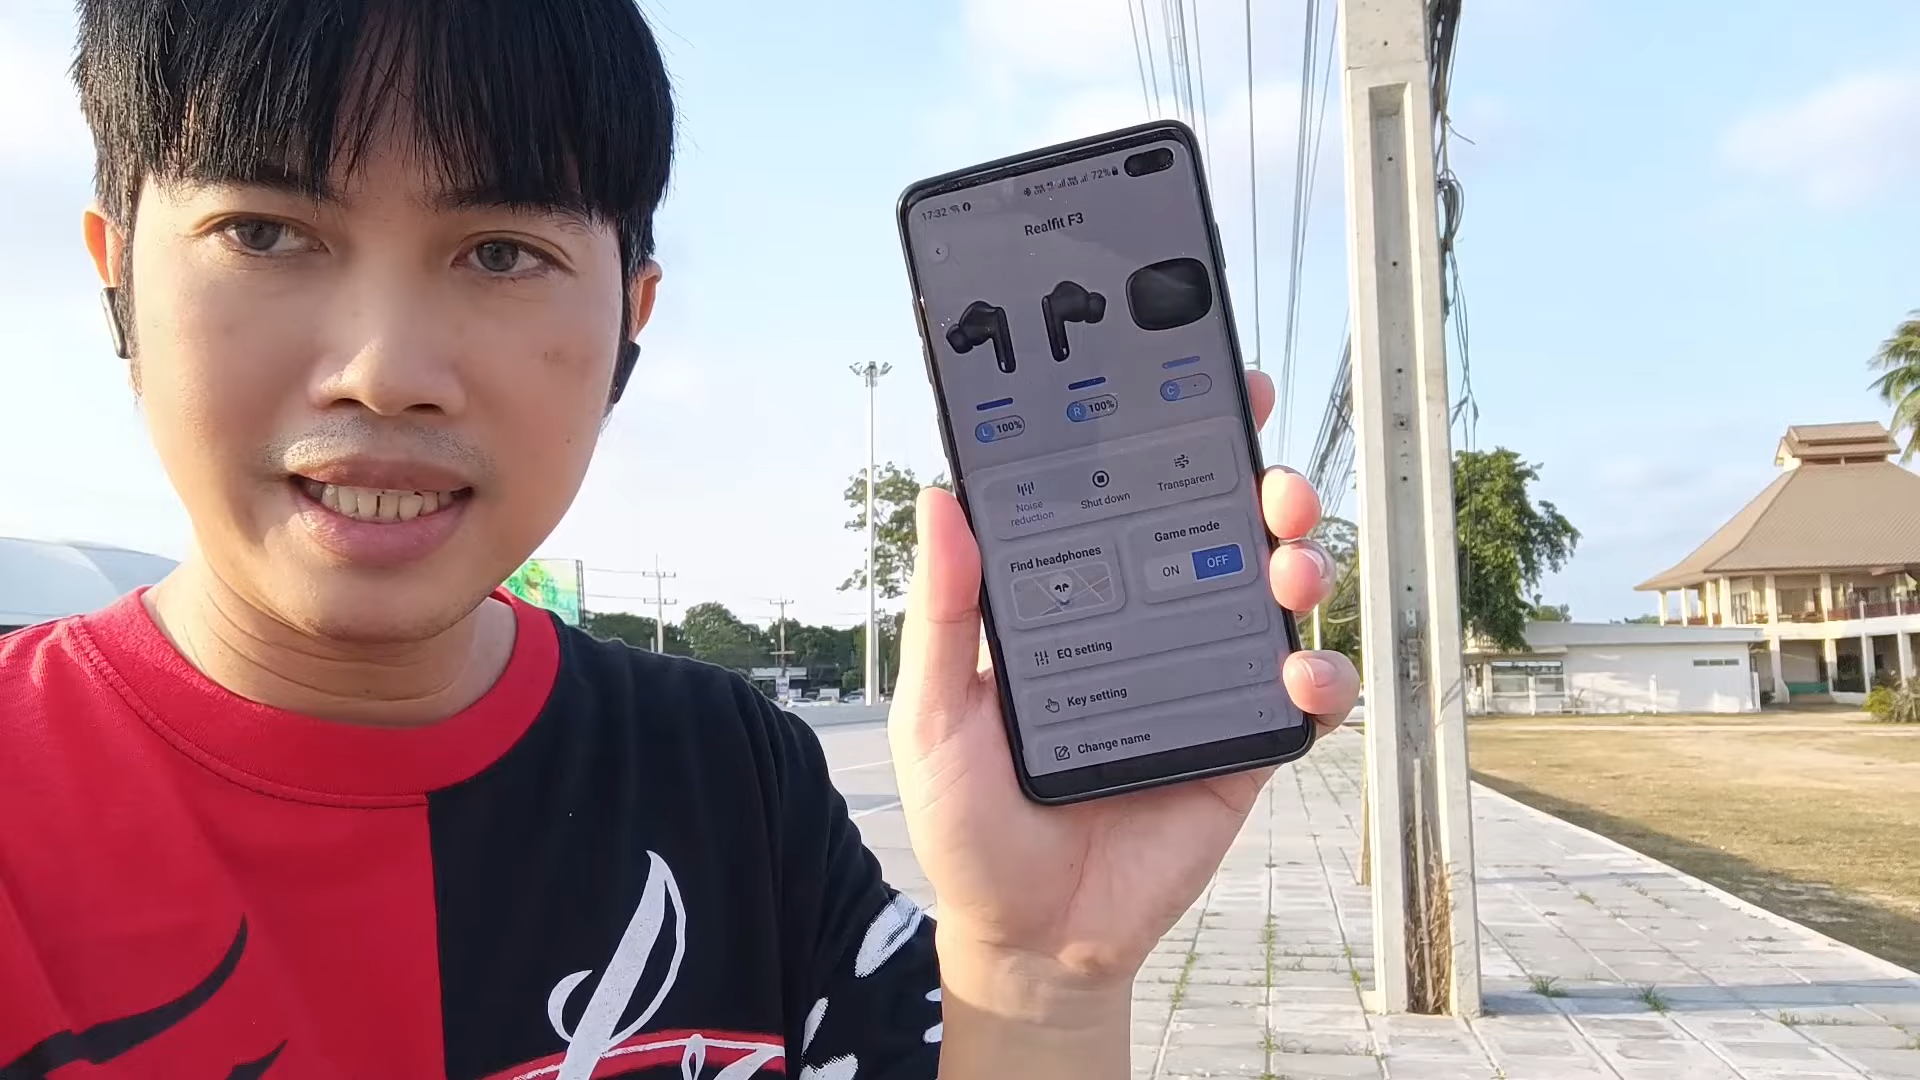 17:32
72%
Realfit F3
L 100%
R 100%
C -
Noise
reduction
Shut down
Transparent
Find headphones
Game mode
ON OFF
EQ setting
Key setting
Change name